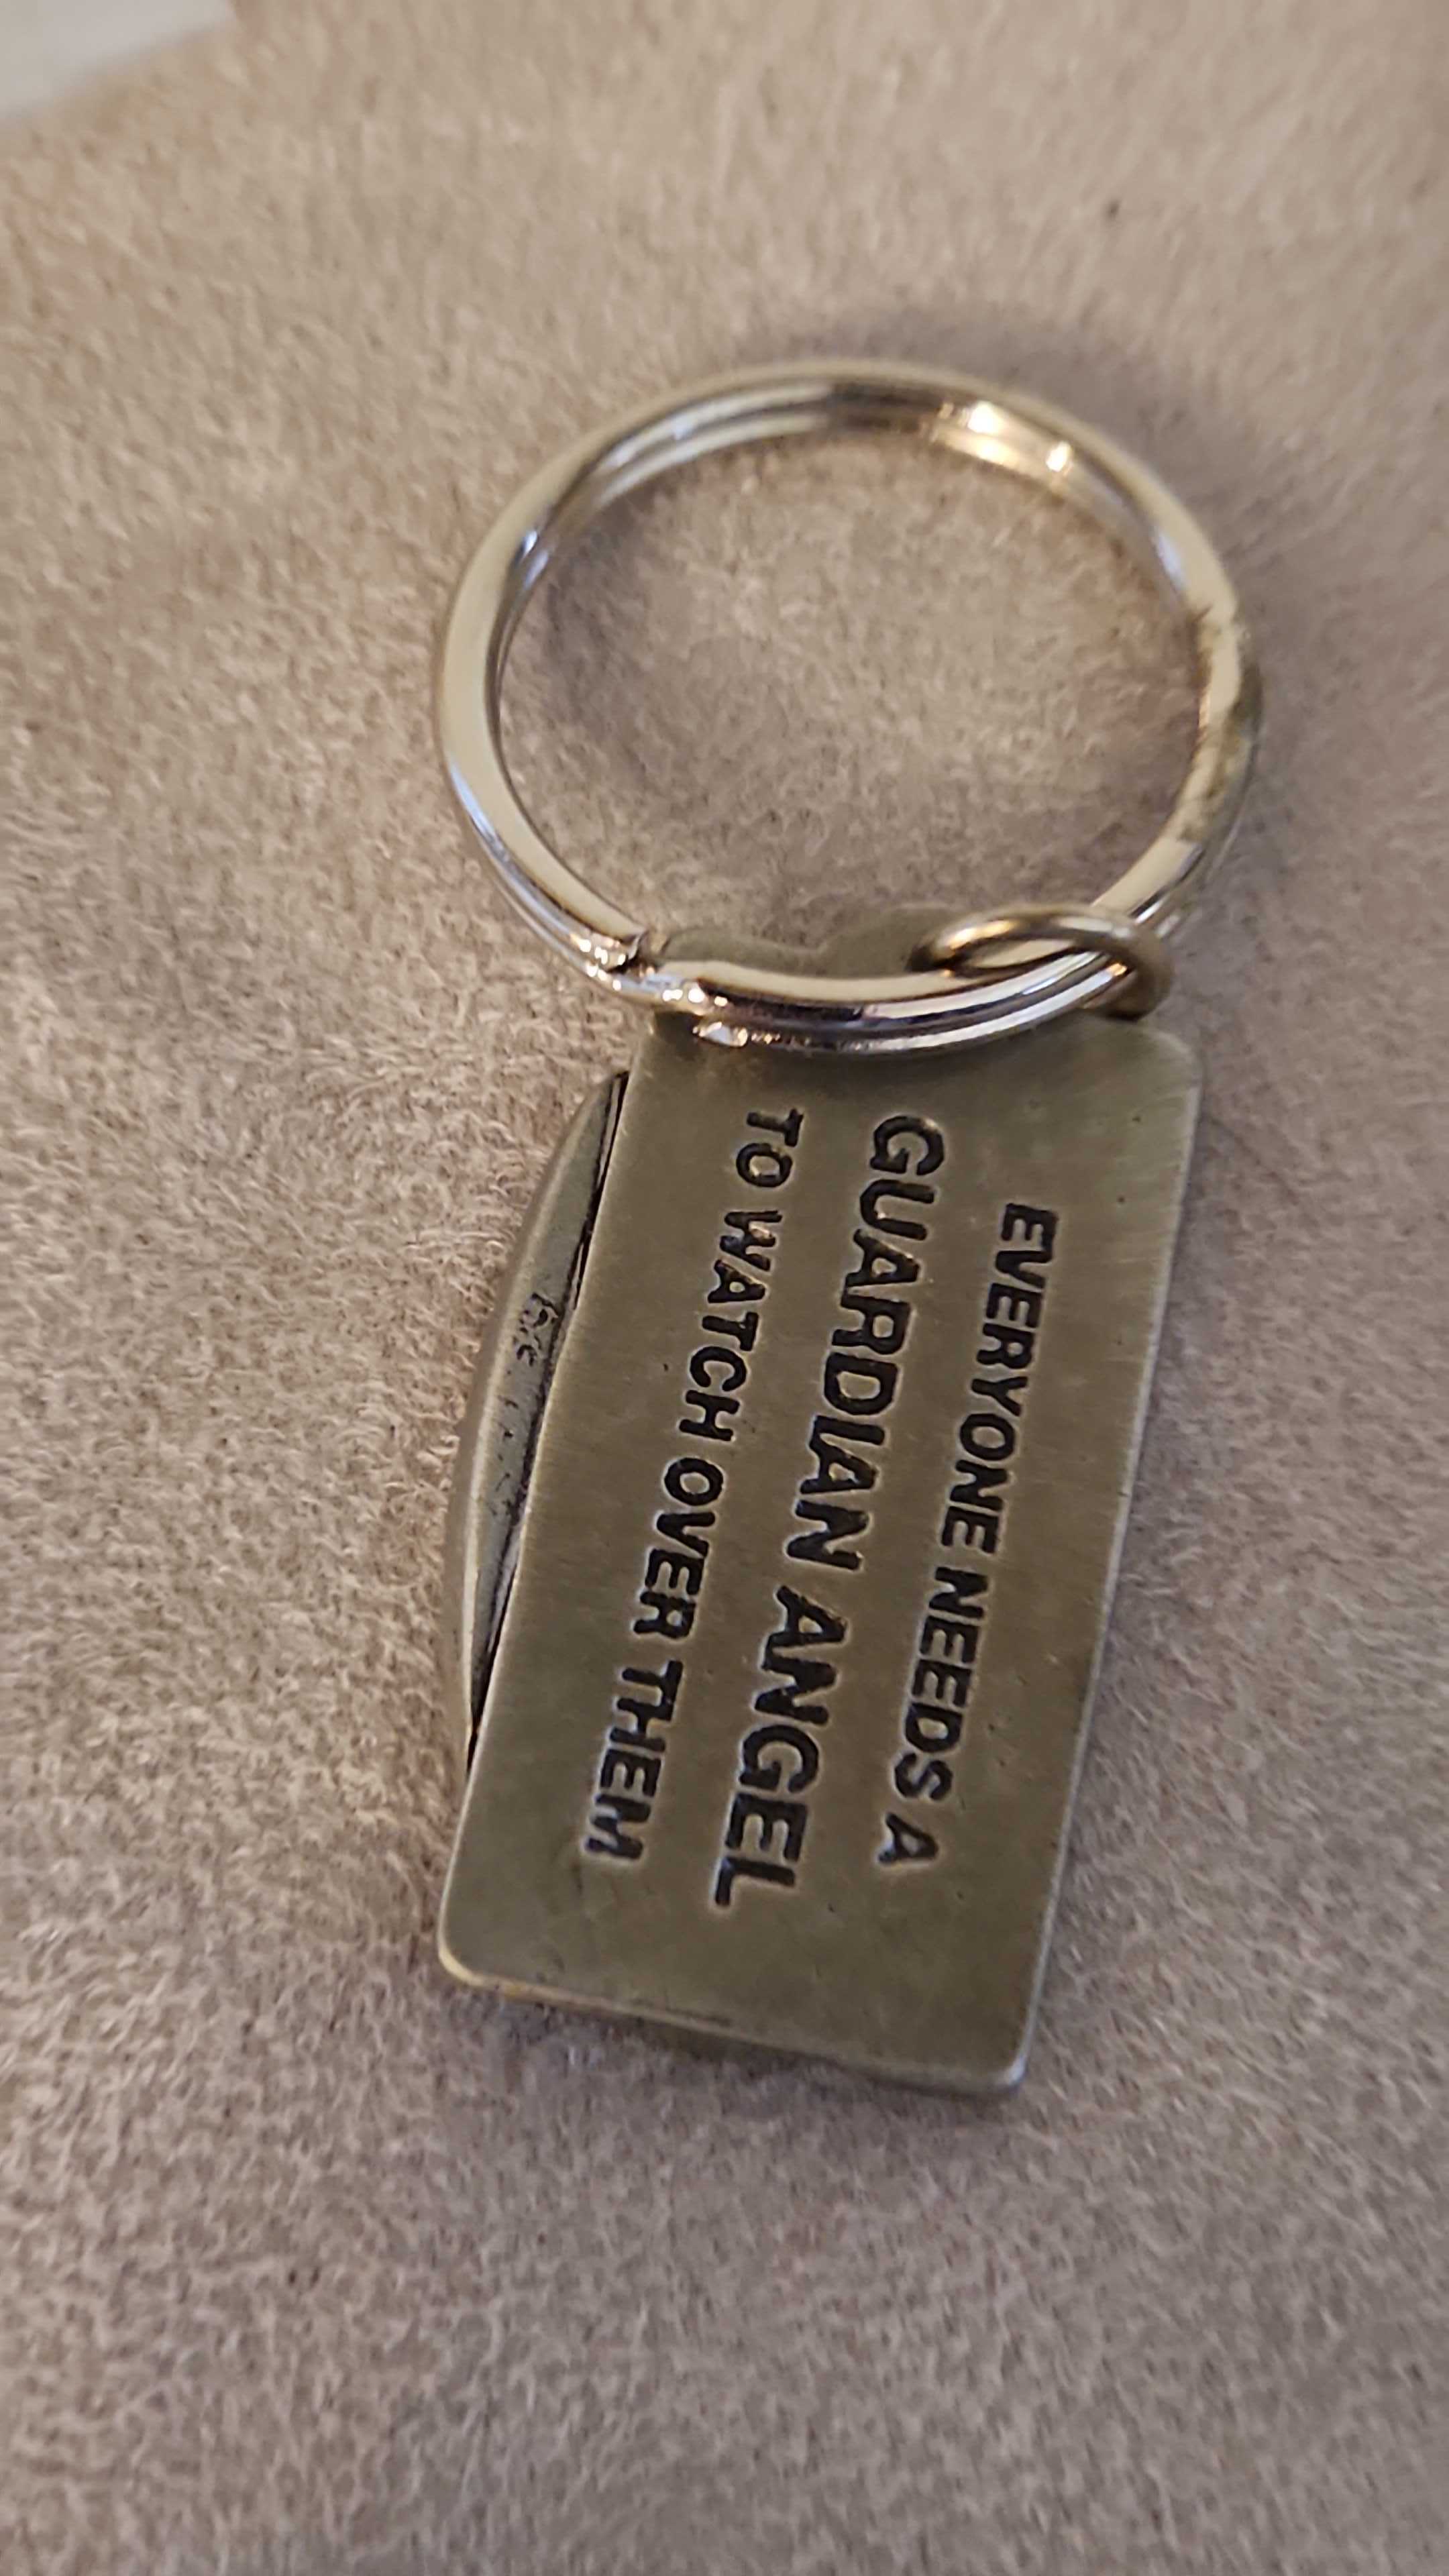 EVERYONE NEEDS A
GUARDIAN ANGEL
TO WATCH OVER THEM